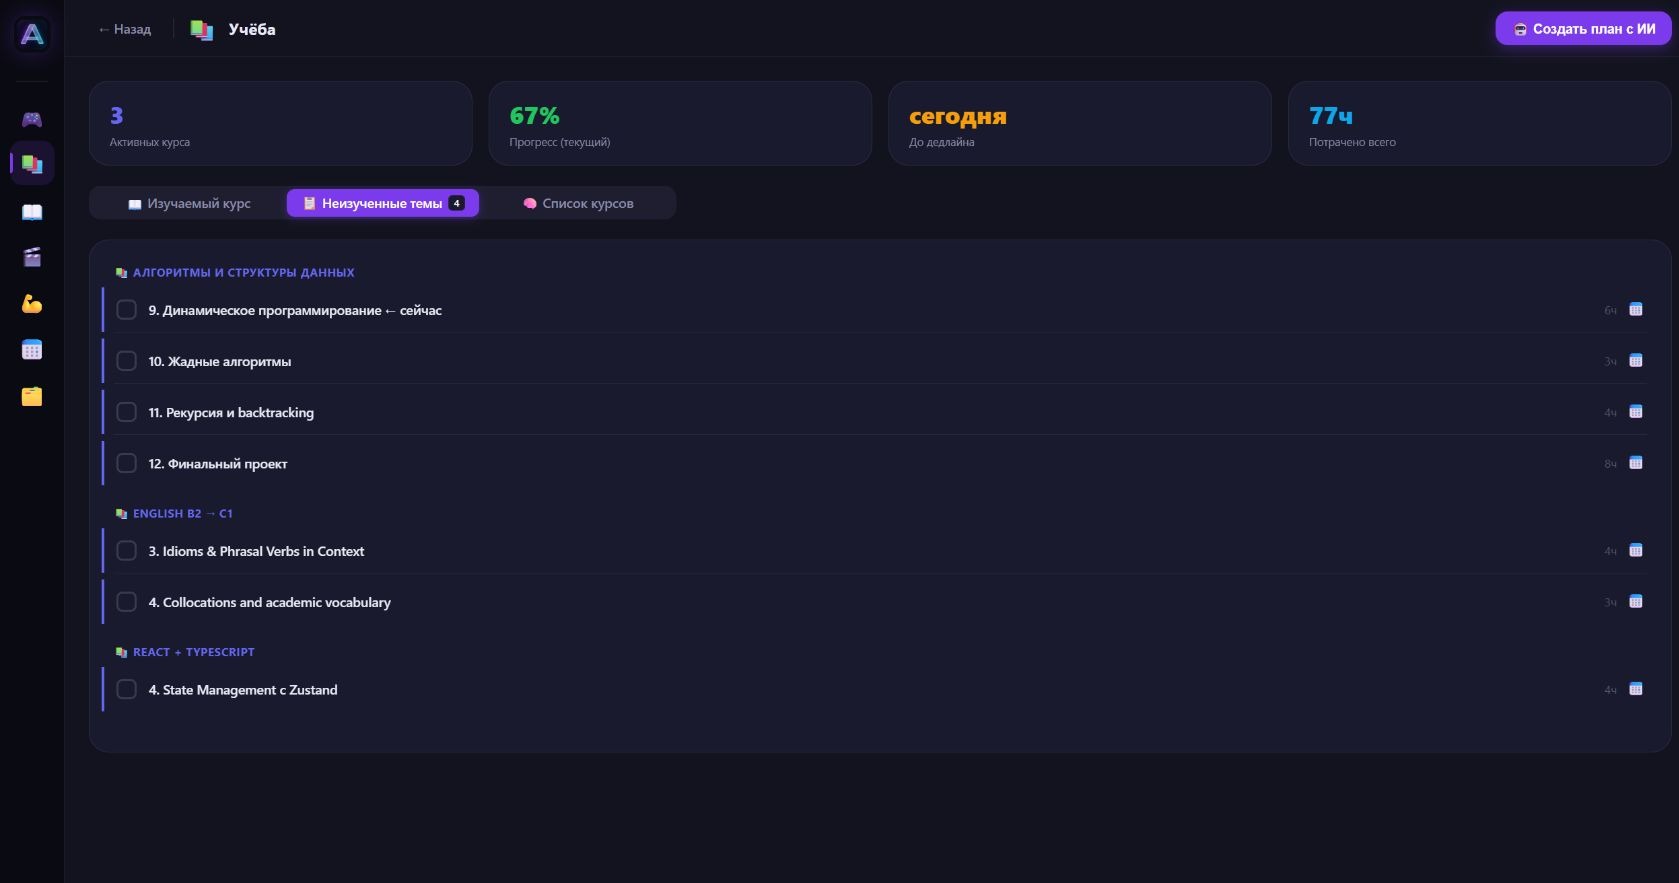 A
← Назад
Учёба
Создать план с ИИ
3
Активных курса
67%
Прогресс (текущий)
сегодня
До дедлайна
77ч
Потрачено всего
Изучаемый курс
Неизученные темы 4
Список курсов
АЛГОРИТМЫ И СТРУКТУРЫ ДАННЫХ
9. Динамическое программирование ← сейчас 6ч
10. Жадные алгоритмы 3ч
11. Рекурсия и backtracking 4ч
12. Финальный проект 8ч
ENGLISH B2 → C1
3. Idioms & Phrasal Verbs in Context 4ч
4. Collocations and academic vocabulary 3ч
REACT + TYPESCRIPT
4. State Management с Zustand 4ч